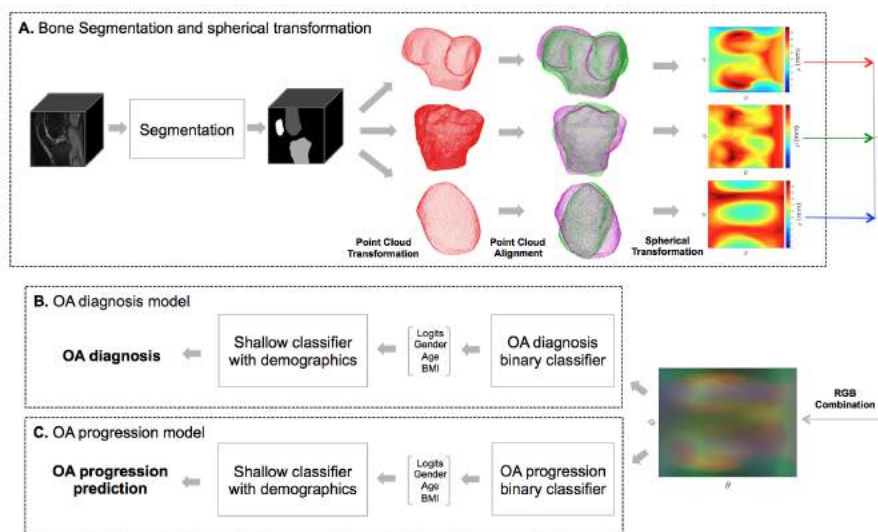 A. Bone Segmentation and spherical transformation
Segmentation
Point Cloud
Transformation
Point Cloud
Alignment
Spherical
Transformation
B. OA diagnosis model
OA diagnosis
Shallow classifier
with demographics
Logits
Gender
Age
BMI
OA diagnosis
binary classifier
RGB
Combination
C. OA progression model
OA progression
prediction
Shallow classifier
with demographics
Logits
Gender
Age
BMI
OA progression
binary classifier
θ